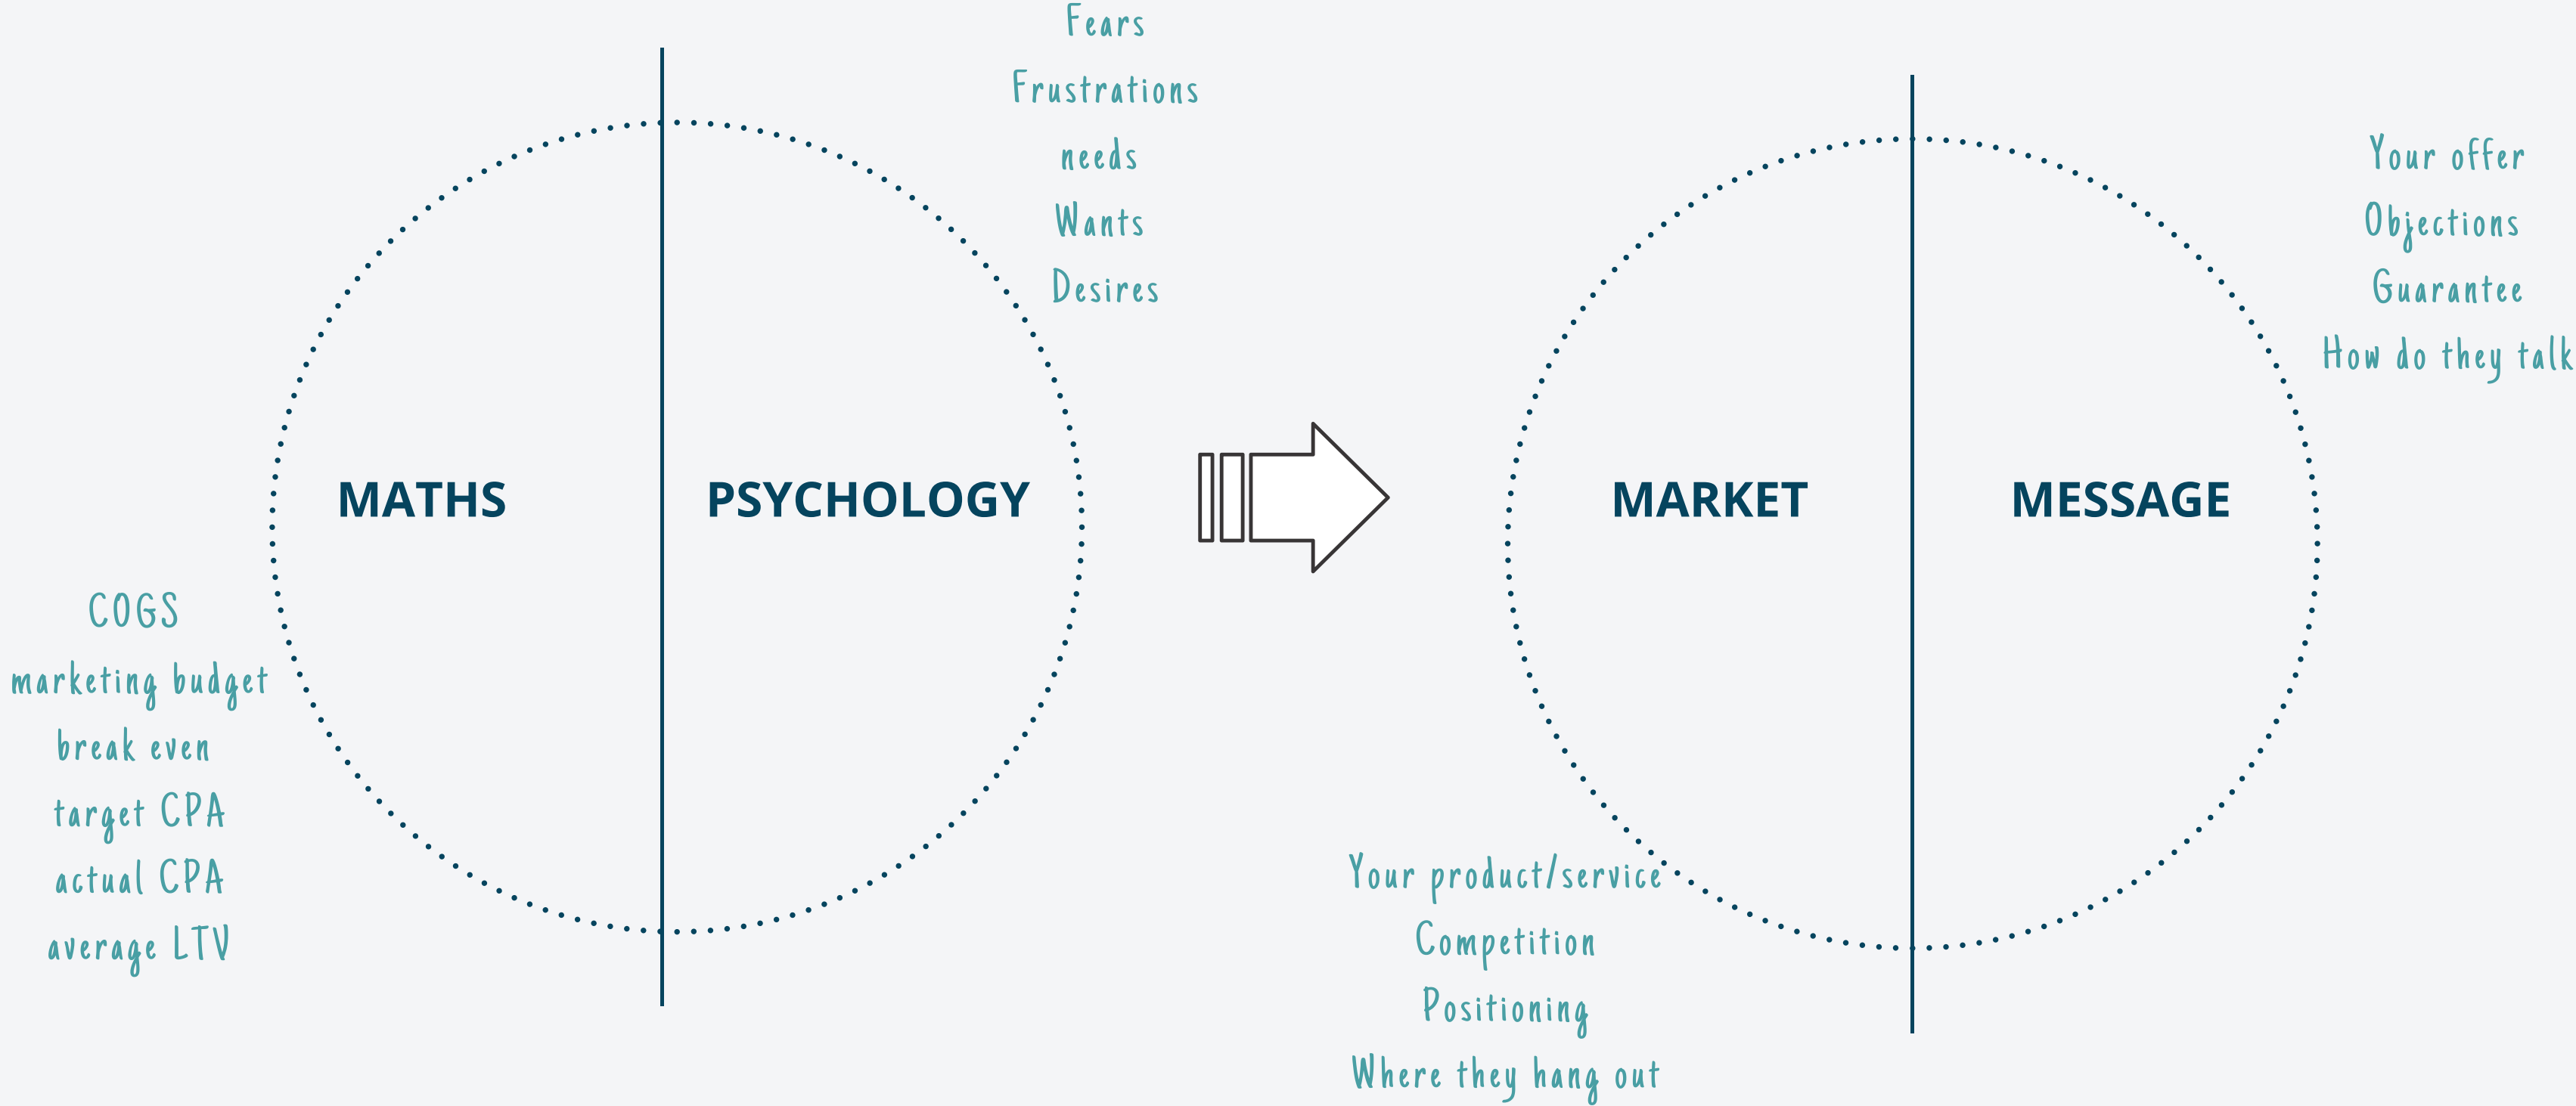 MATHS
PSYCHOLOGY
Fears
Frustrations
needs
Wants
Desires
COGS
marketing budget
break even
target CPA
actual CPA
average LTV
MARKET
MESSAGE
Your offer
Objections
Guarantee
How do they talk
Your product/service
Competition
Positioning
Where they hang out